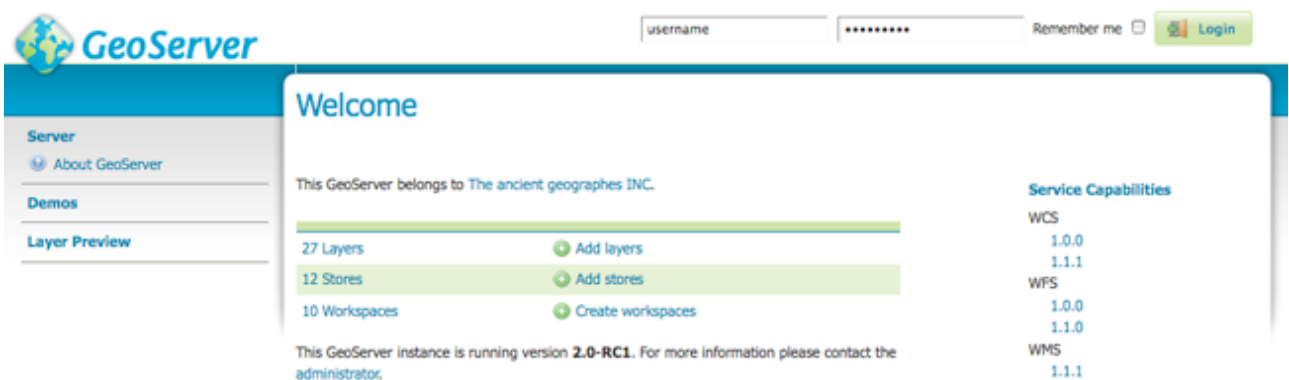 GeoServer
username
•••••••••
Remember me
Login
Welcome
Server
About GeoServer
Demos
Layer Preview
This GeoServer belongs to The ancient geographes INC.
27 Layers Add layers
12 Stores Add stores
10 Workspaces Create workspaces
This GeoServer instance is running version 2.0-RC1. For more information please contact the
administrator.
Service Capabilities
WCS
1.0.0
1.1.1
WFS
1.0.0
1.1.0
WMS
1.1.1